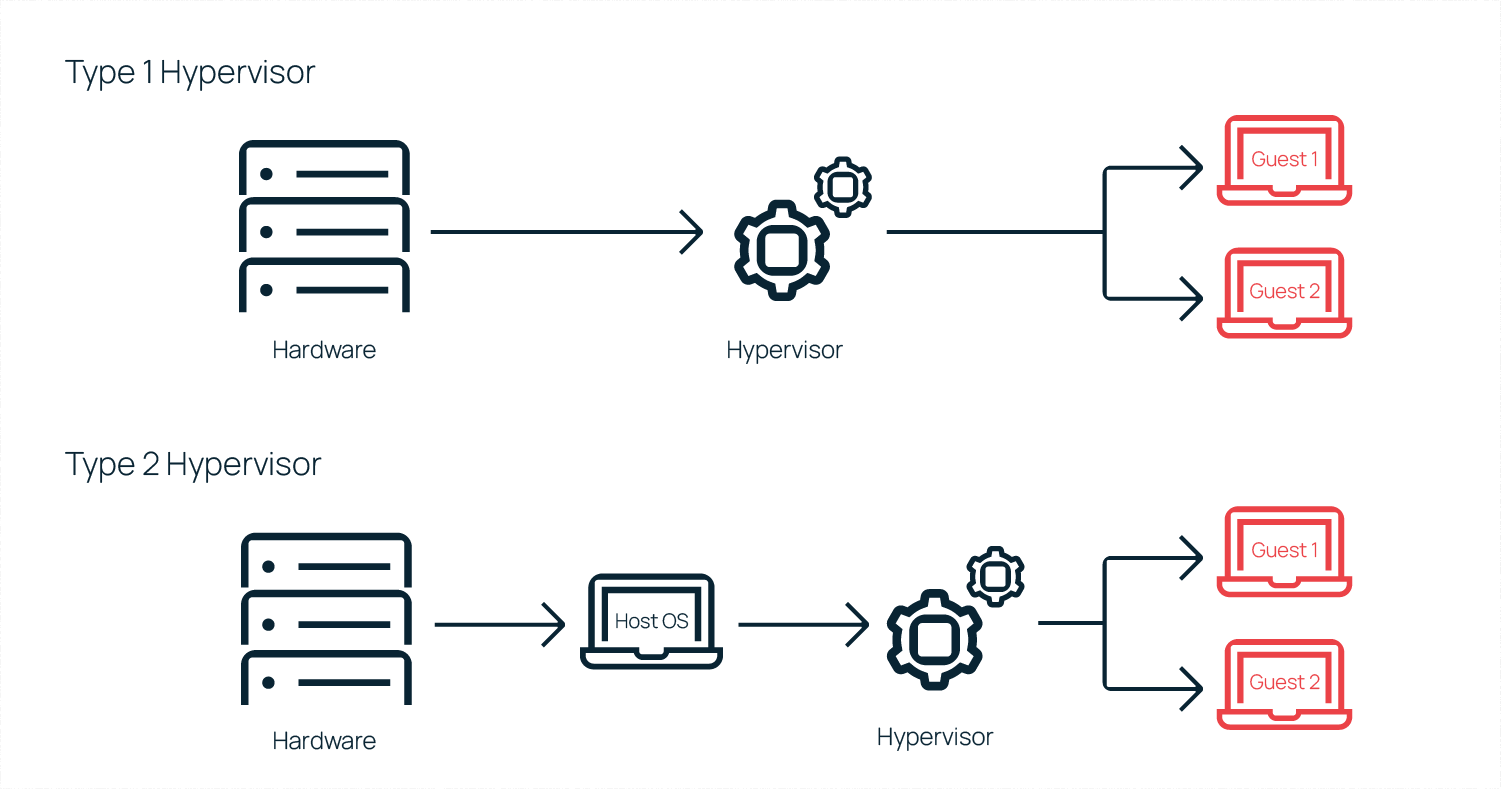 Type 1 Hypervisor
Guest 1
Guest 2
Hardware
Hypervisor
Type 2 Hypervisor
Guest 1
Host OS
Guest 2
Hardware
Hypervisor